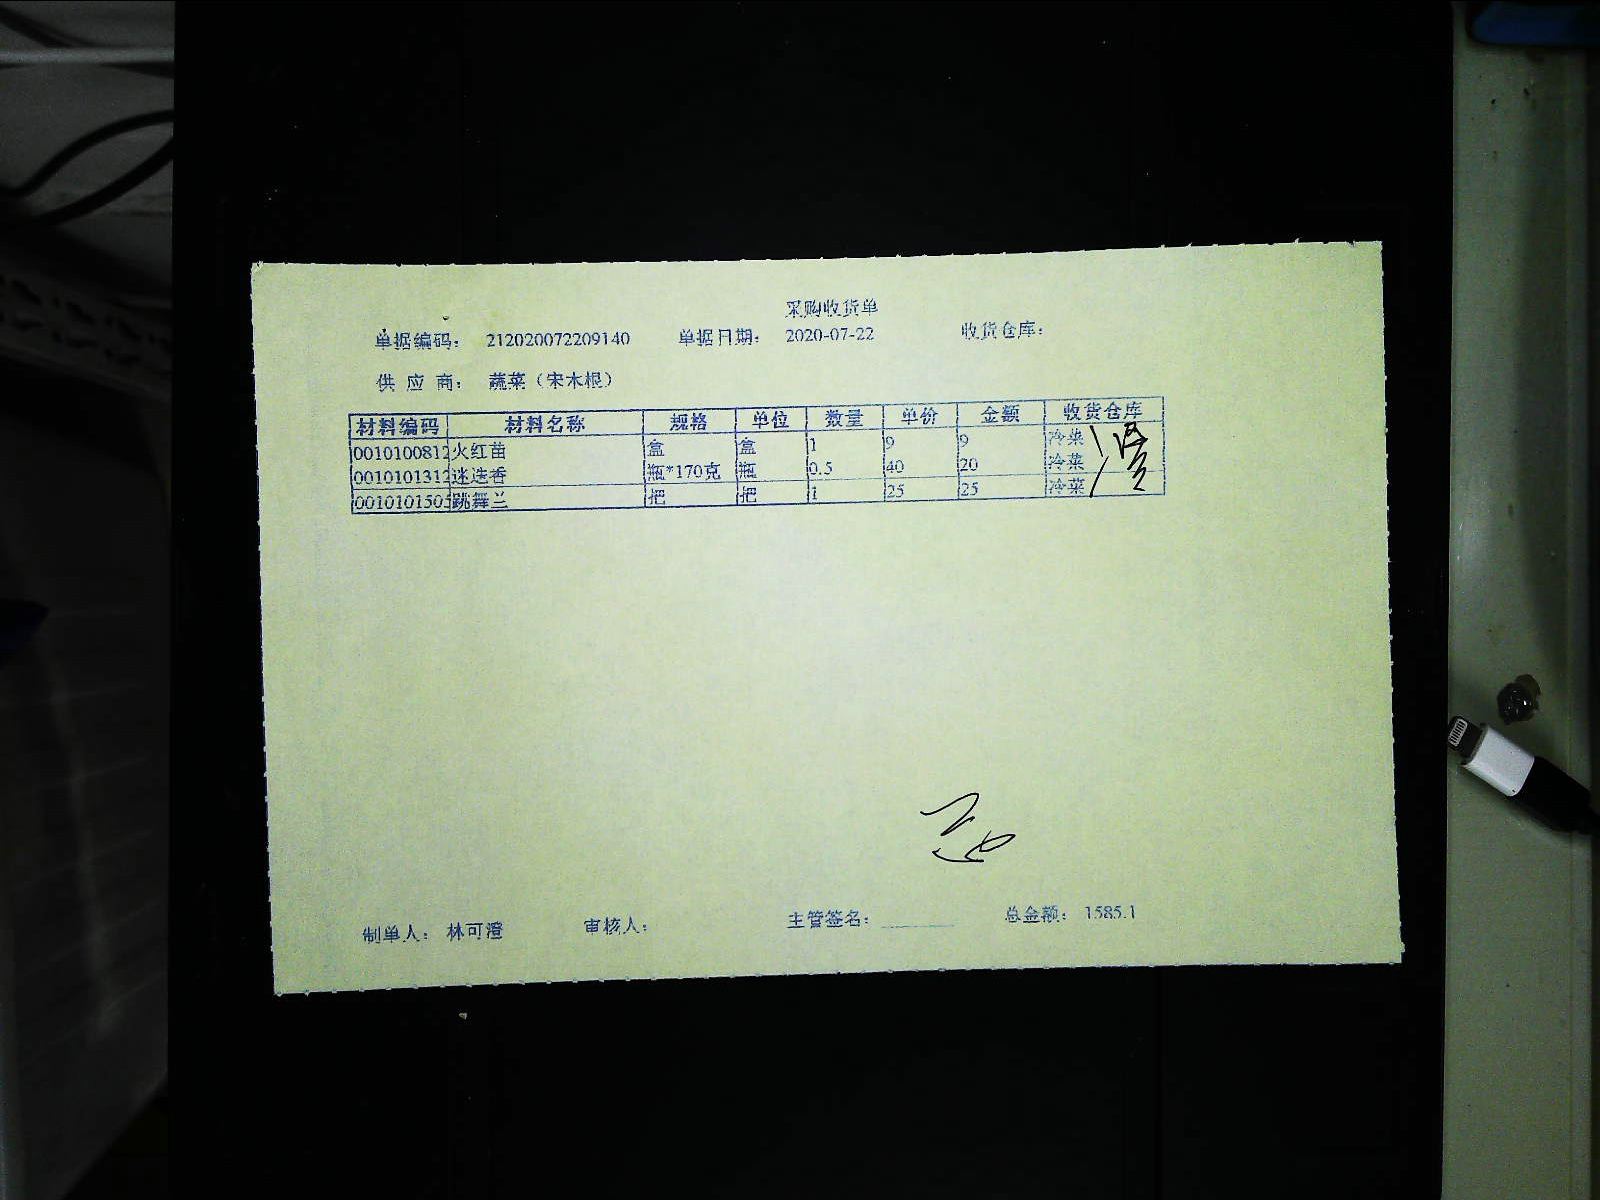 采购收货单
单据编码： 212020072209140 单据日期： 2020-07-22 收货仓库：
供 应 商： 蔬菜（宋木根）
材料编码 材料名称 规格 单位 数量 单价 金额 收货仓库
0010100812 火红苗 盒 盒 1 9 9 冷菜
0010101312 迷迭香 瓶*170克 瓶 0.5 40 20 冷菜
001010150 跳舞兰 把 把 1 25 25 冷菜
制单人： 林可澄 审核人： 主管签名： 总金额： 1585.1